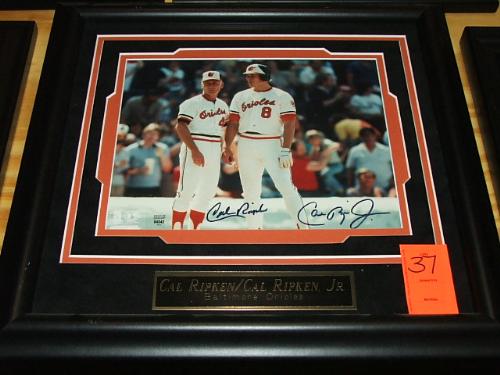 Orioles
Orioles
8
Cal Ripken
Cal Ripken Jr.
37
CAL RIPKEN/CAL RIPKEN, JR
Baltimore Orioles